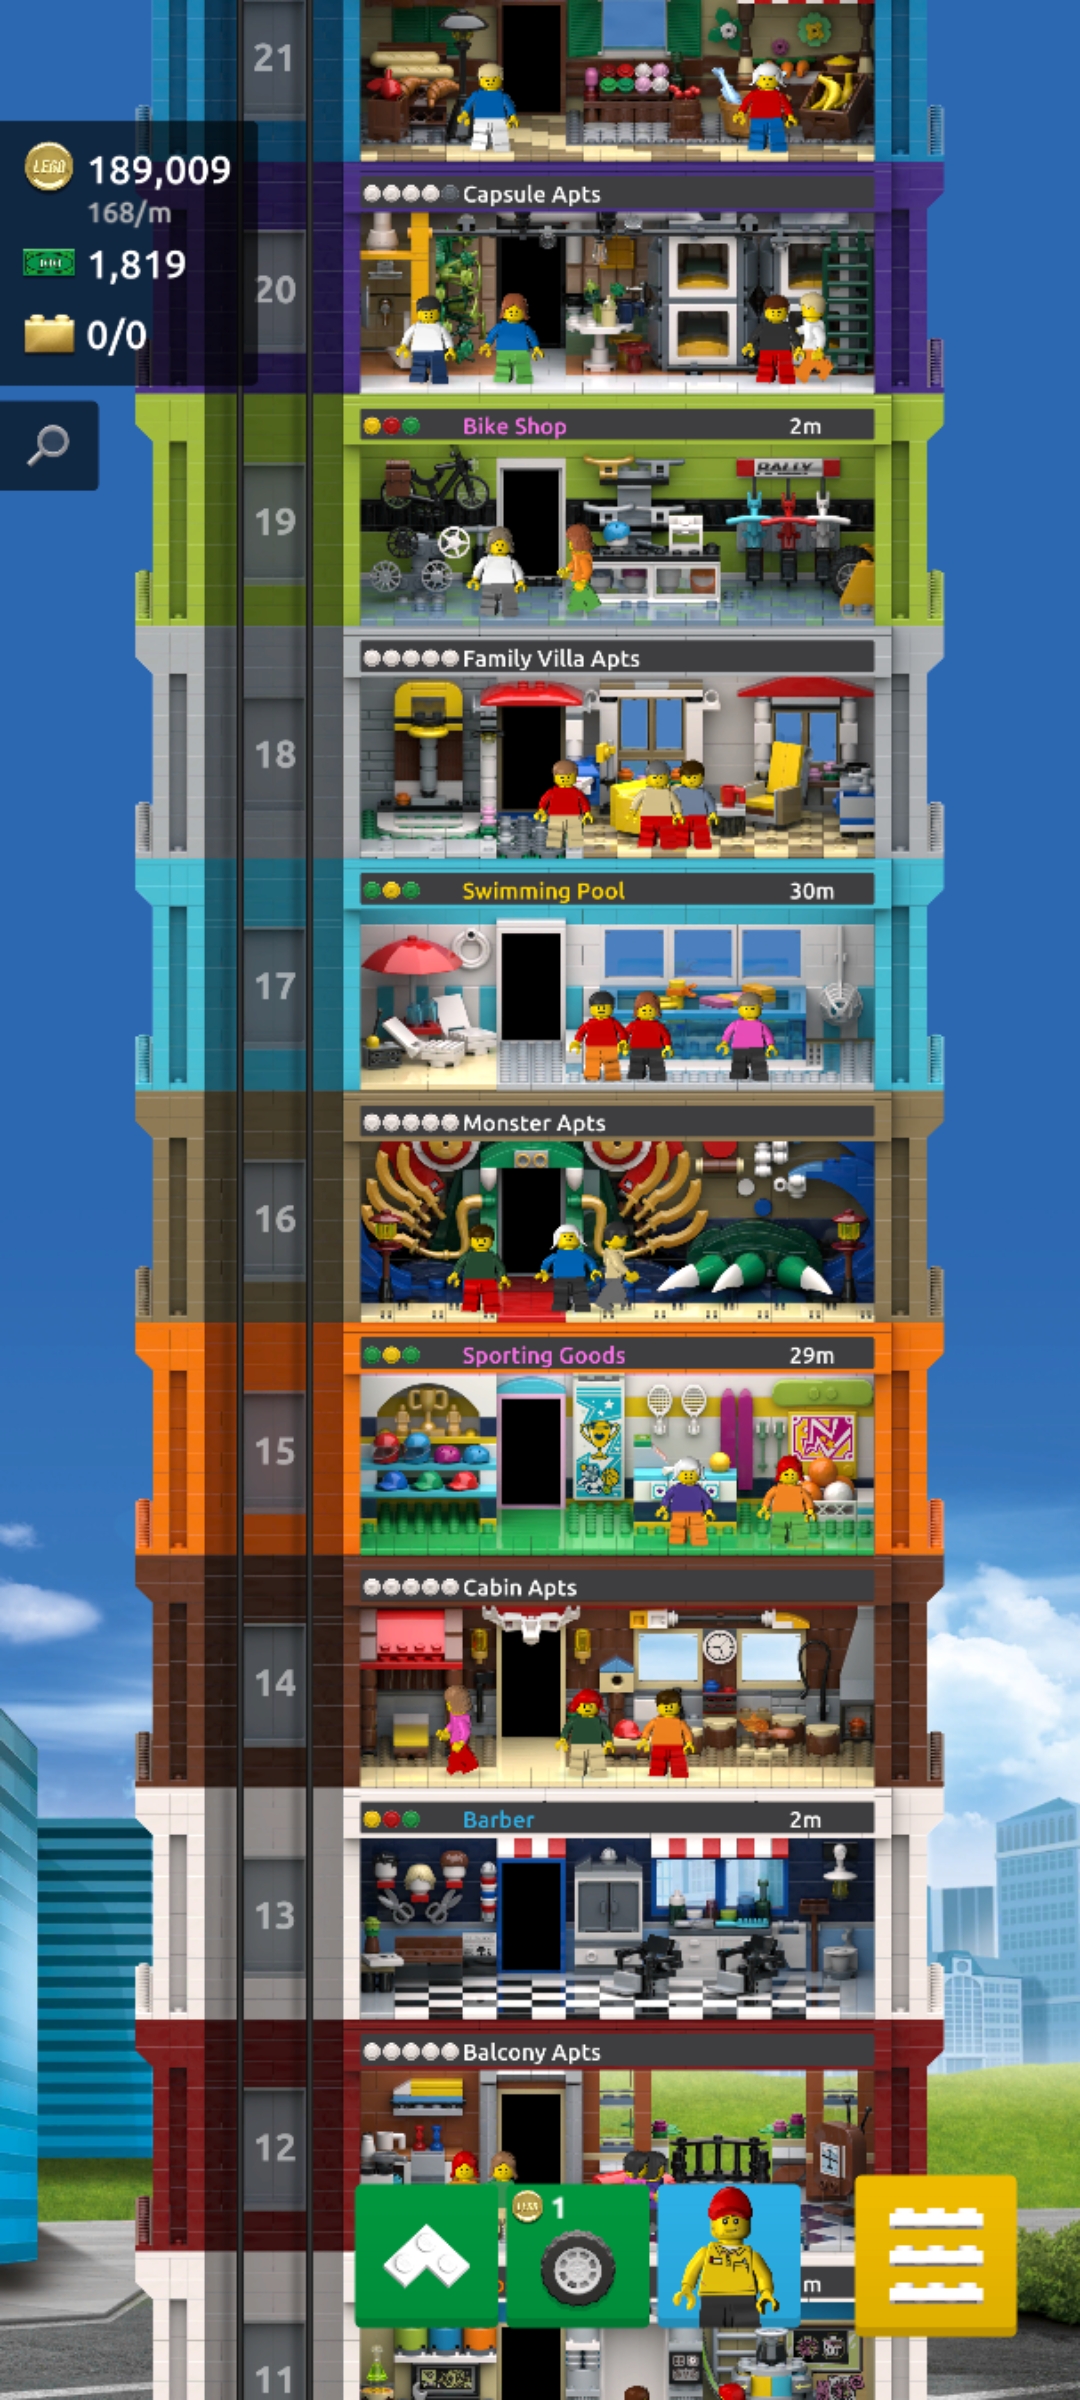 21
LEGO 189,009
168/m
1,819
0/0
Capsule Apts
20
Bike Shop 2m
RALLY
19
Family Villa Apts
18
Swimming Pool 30m
17
Monster Apts
16
Sporting Goods 29m
15
Cabin Apts
14
Barber 2m
13
Balcony Apts
12
1
m
11